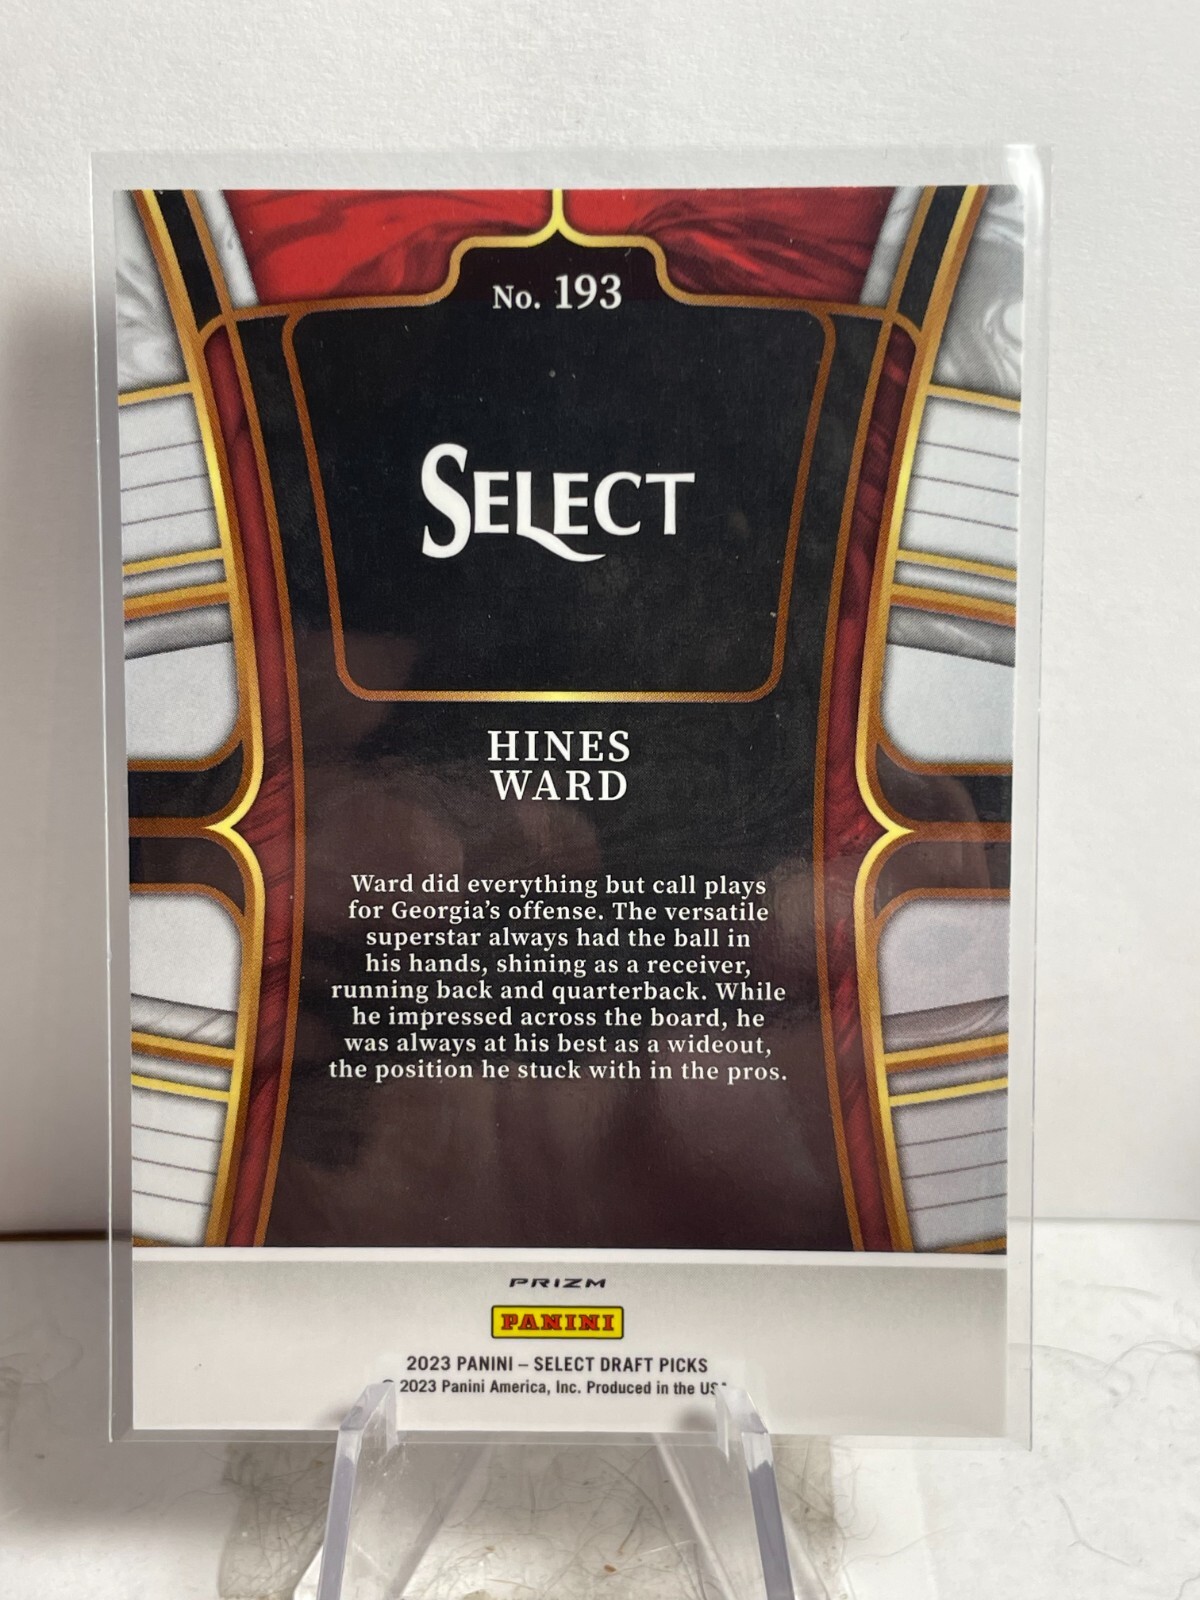 No. 193
SELECT
HINES
WARD
Ward did everything but call plays
for Georgia's offense. The versatile
superstar always had the ball in
his hands, shining as a receiver,
running back and quarterback. While
he impressed across the board, he
was always at his best as a wideout,
the position he stuck with in the pros.
PRIZM
PANINI
2023 PANINI – SELECT DRAFT PICKS
© 2023 Panini America, Inc. Produced in the USA